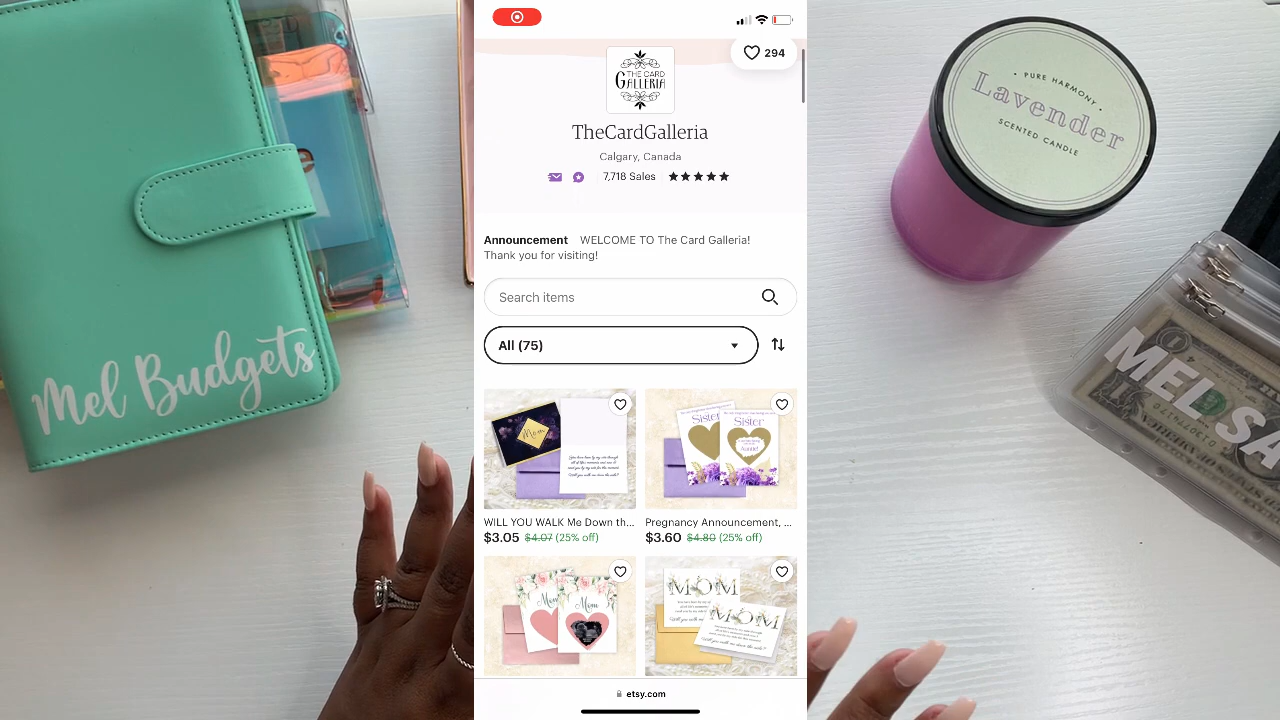 Mel Budgets
294
THE CARD
GALLERIA
TheCardGalleria
Calgary, Canada
7,718 Sales
Announcement WELCOME TO The Card Galleria!
Thank you for visiting!
Search items
All (75)
Mom
Sister
Sister
WILL YOU WALK Me Down th...
$3.05 $4.07 (25% off)
Pregnancy Announcement, ...
$3.60 $4.80 (25% off)
Mom
Mom
MOM
MOM
etsy.com
• PURE HARMONY •
Lavender
SCENTED CANDLE
MEL SA